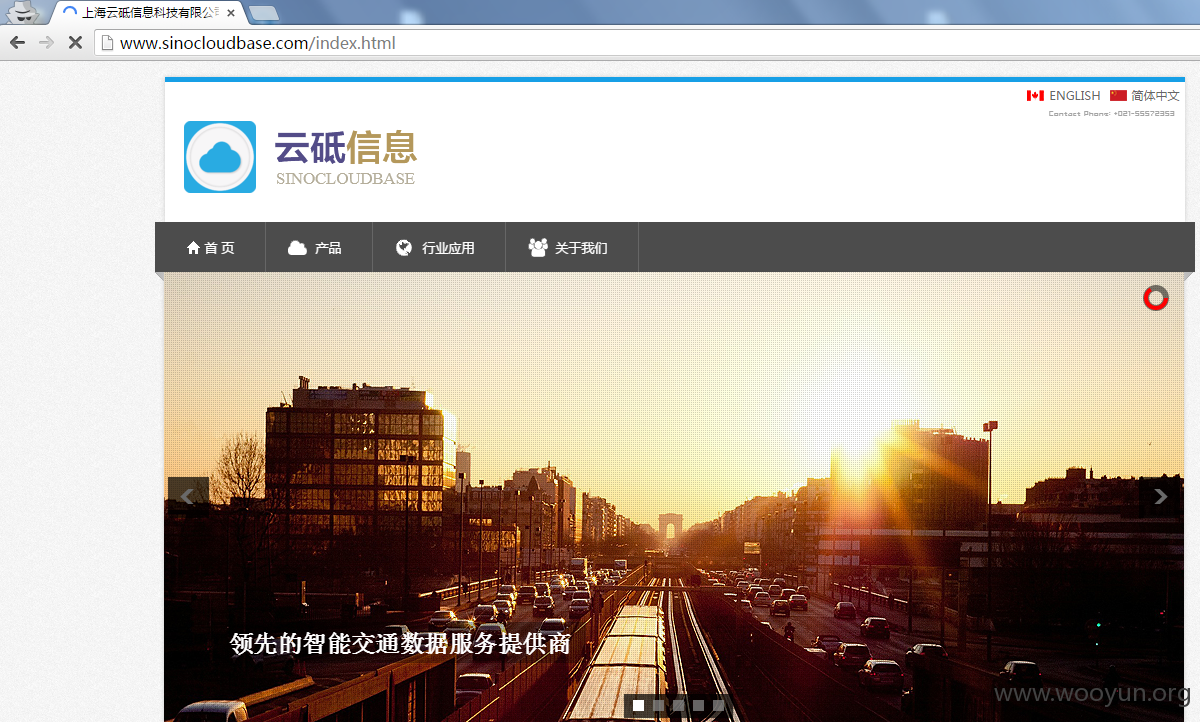 上海云砥信息科技有限公司
www.sinocloudbase.com/index.html
ENGLISH 简体中文
Contact Phone: +021-55572353
云砥信息
SINOCLOUDBASE
首页 产品 行业应用 关于我们
领先的智能交通数据服务提供商
www.wooyun.org